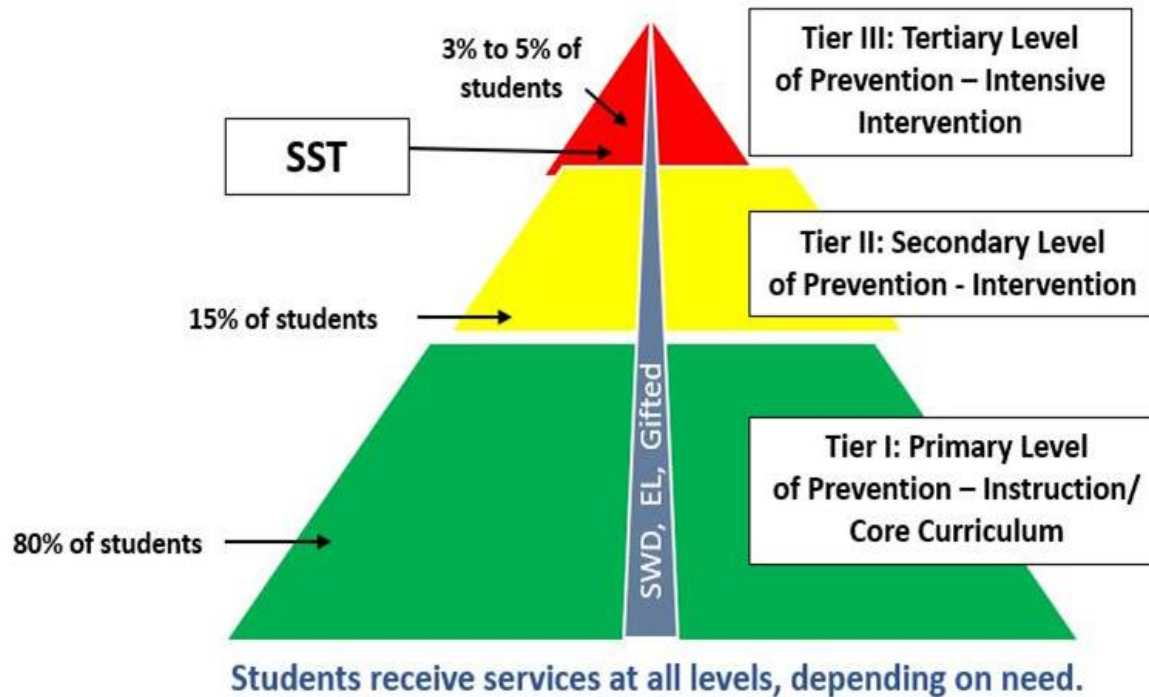 3% to 5% of
students
Tier III: Tertiary Level
of Prevention – Intensive
Intervention
SST
Tier II: Secondary Level
of Prevention - Intervention
15% of students
SWD, EL, Gifted
Tier I: Primary Level
of Prevention – Instruction/
Core Curriculum
80% of students
Students receive services at all levels, depending on need.